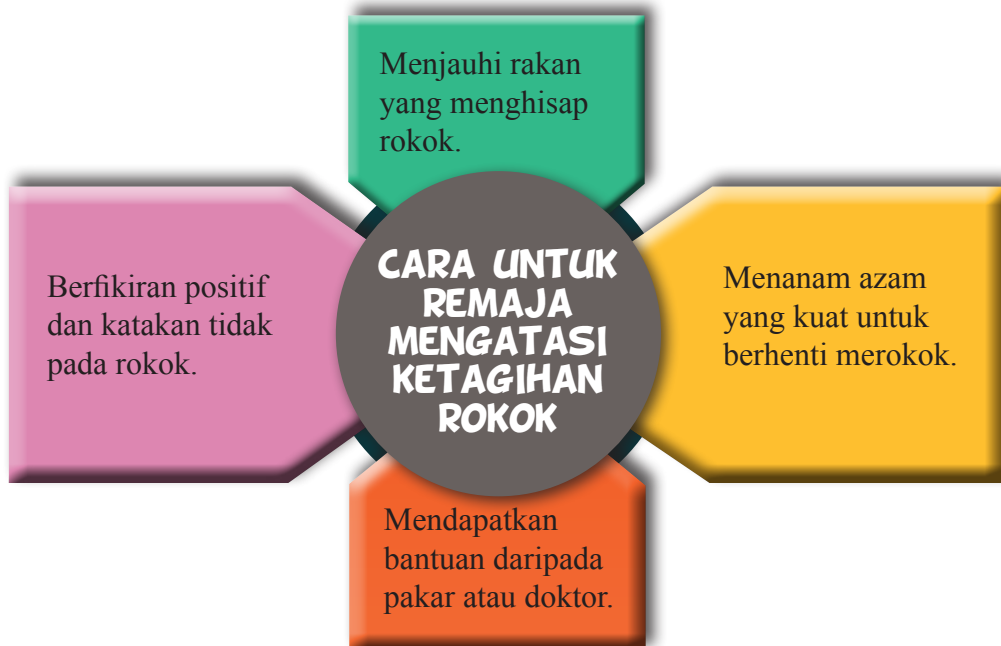 Menjauhi rakan
yang menghisap
rokok.
Berfikiran positif
dan katakan tidak
pada rokok.
CARA UNTUK
REMAJA
MENGATASI
KETAGIHAN
ROKOK
Menanam azam
yang kuat untuk
berhenti merokok.
Mendapatkan
bantuan daripada
pakar atau doktor.